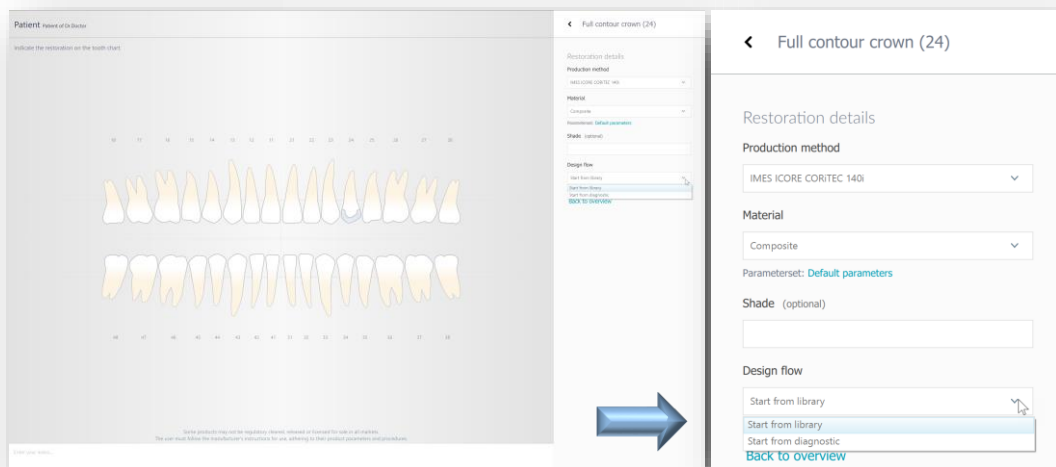 Patient Patient of Dr.Doctor
Indicate the restoration on the tooth chart
18 17 16 15 14 13 12 11 21 22 23 24 25 26 27 28
48 47 46 45 44 43 42 41 31 32 33 34 35 36 37 38
Some products may not be regulatory cleared, released or licensed for sale in all markets.
The user must follow the manufacturer's instructions for use adhering to their product parameters and procedures.
Enter your notes...
Full contour crown (24)
Restoration details
Production method
IMES ICORE CORiTEC 140i
Material
Composite
Parameterset: Default parameters
Shade (optional)
Design flow
Start from library
Start from library
Start from diagnostic
Back to overview
Full contour crown (24)
Restoration details
Production method
IMES ICORE CORiTEC 140i
Material
Composite
Parameterset: Default parameters
Shade (optional)
Design flow
Start from library
Start from library
Start from diagnostic
Back to overview